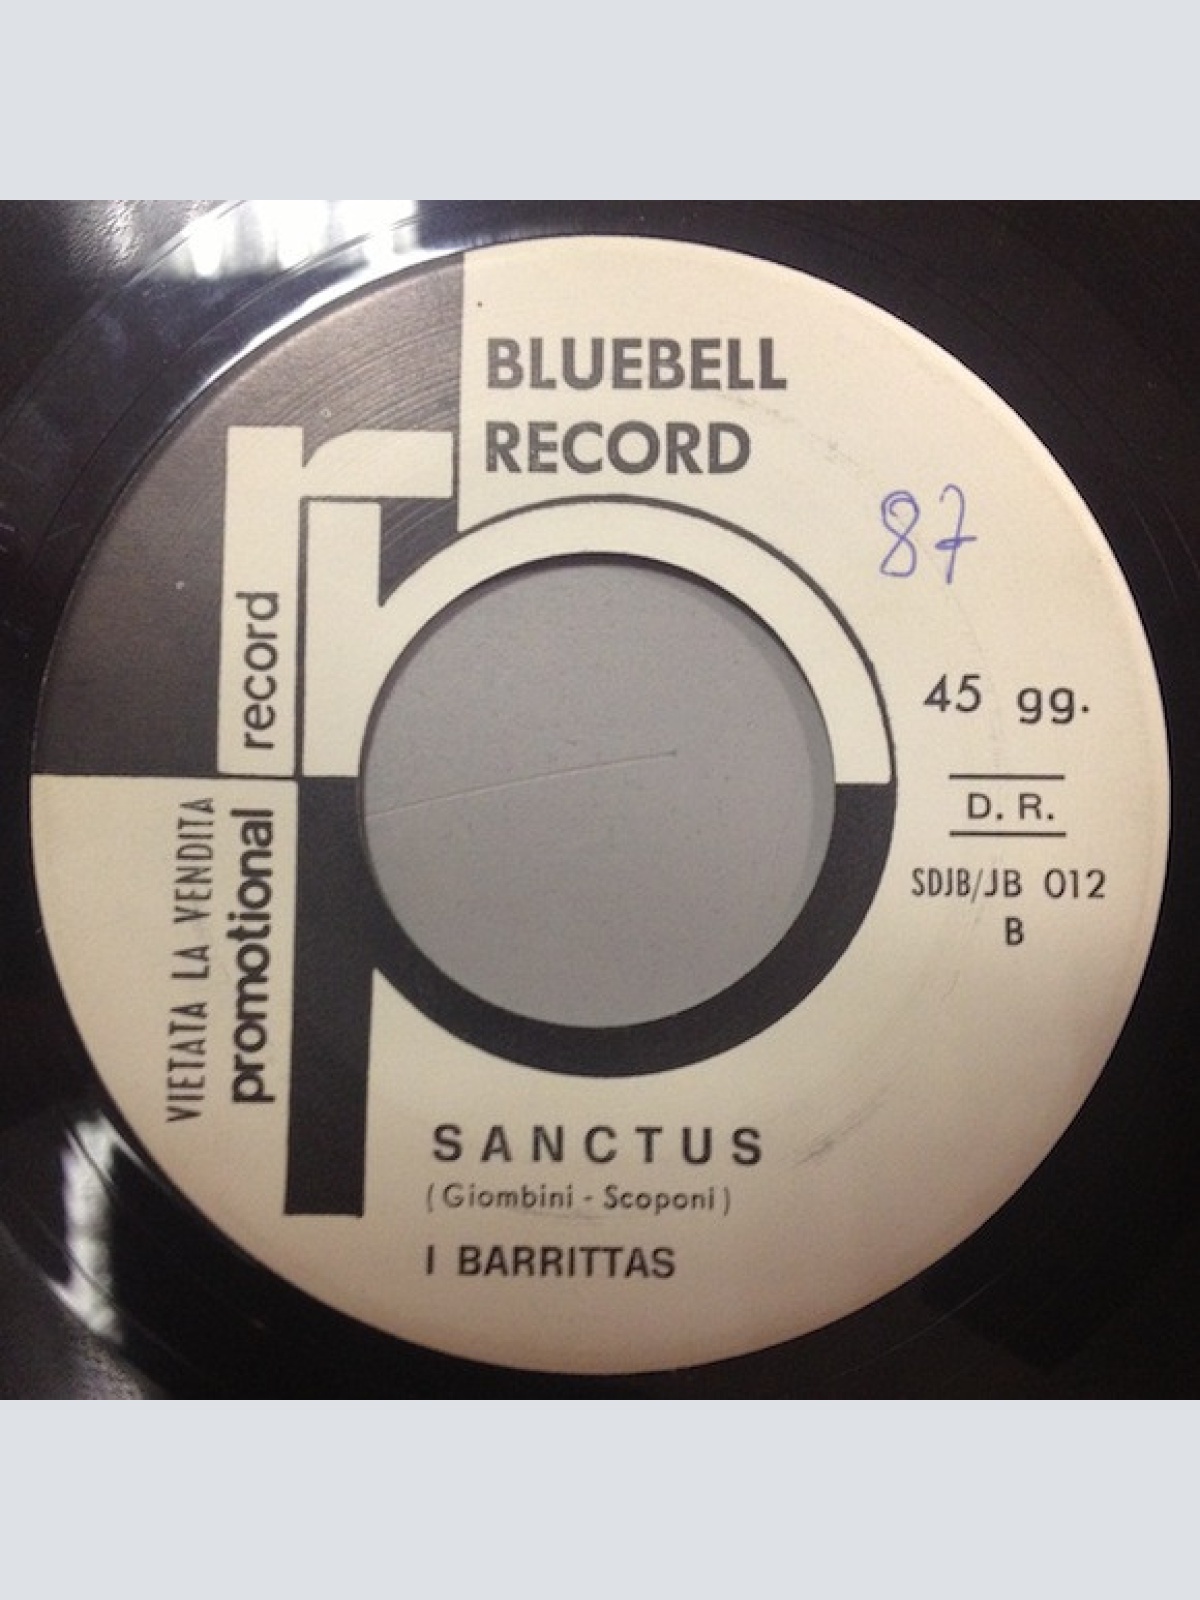 BLUEBELL
RECORD
87
45 gg.
D. R.
SDJB/JB 012
B
record
promotional
VIETATA LA VENDITA
SANCTUS
(Giombini - Scoponi)
I BARRITTAS